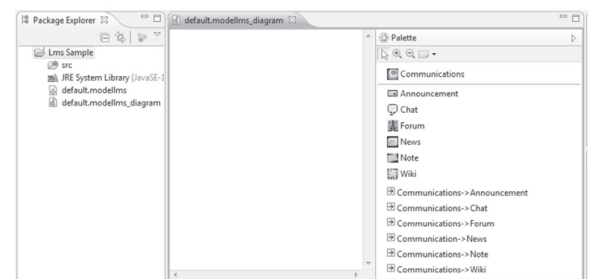 Package Explorer
Lms Sample
src
JRE System Library [JavaSE-1
default.modellms
default.modellms_diagram
default.modellms_diagram
Palette
Communications
Announcement
Chat
Forum
News
Note
Wiki
Communications->Announcement
Communications->Chat
Communications->Forum
Communication->News
Communications->Note
Communications->Wiki